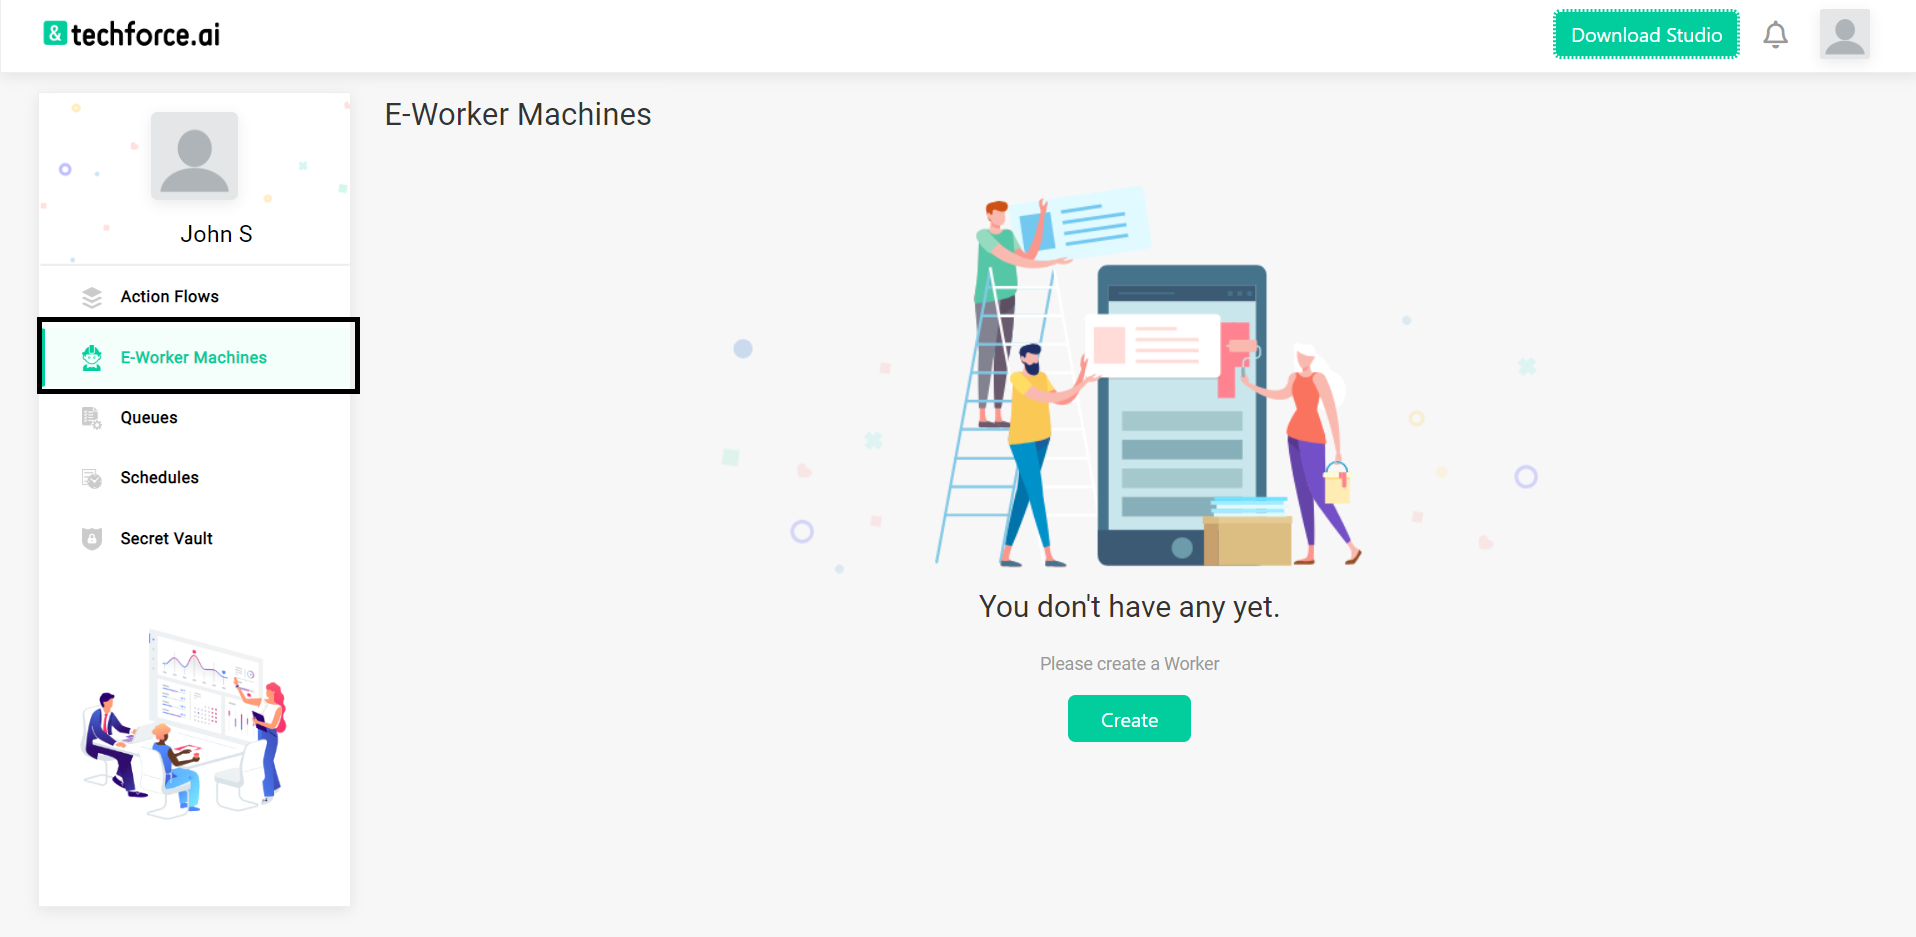 & techforce.ai
Download Studio
John S
Action Flows
E-Worker Machines
Queues
Schedules
Secret Vault
E-Worker Machines
You don't have any yet.
Please create a Worker
Create